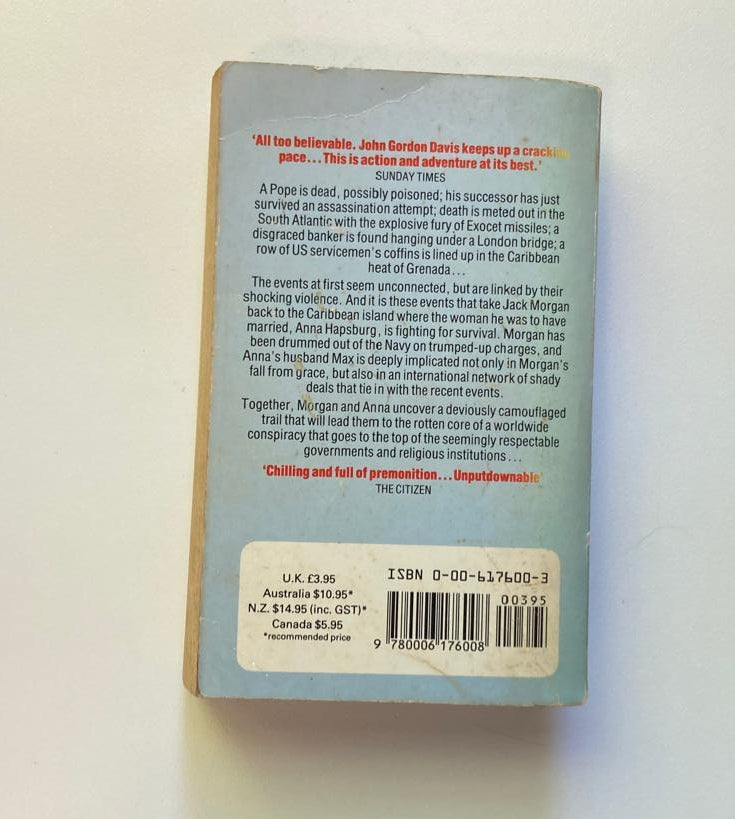 'All too believable. John Gordon Davis keeps up a cracking
pace...This is action and adventure at its best.'
SUNDAY TIMES
A Pope is dead, possibly poisoned; his successor has just
survived an assassination attempt; death is meted out in the
South Atlantic with the explosive fury of Exocet missiles; a
disgraced banker is found hanging under a London bridge; a
row of US servicemen's coffins is lined up in the Caribbean
heat of Grenada...
The events at first seem unconnected, but are linked by their
shocking violence. And it is these events that take Jack Morgan
back to the Caribbean island where the woman he was to have
married, Anna Hapsburg, is fighting for survival. Morgan has
been drummed out of the Navy on trumped-up charges, and
Anna's husband Max is deeply implicated not only in Morgan's
fall from grace, but also in an international network of shady
deals that tie in with the recent events.
Together, Morgan and Anna uncover a deviously camouflaged
trail that will lead them to the rotten core of a worldwide
conspiracy that goes to the top of the seemingly respectable
governments and religious institutions...
'Chilling and full of premonition...Unputdownable'
THE CITIZEN
U.K. £3.95
Australia $10.95*
N.Z. $14.95 (inc. GST)*
Canada $5.95
*recommended price
ISBN 0-00-617600-3
00395
9 780006 176008